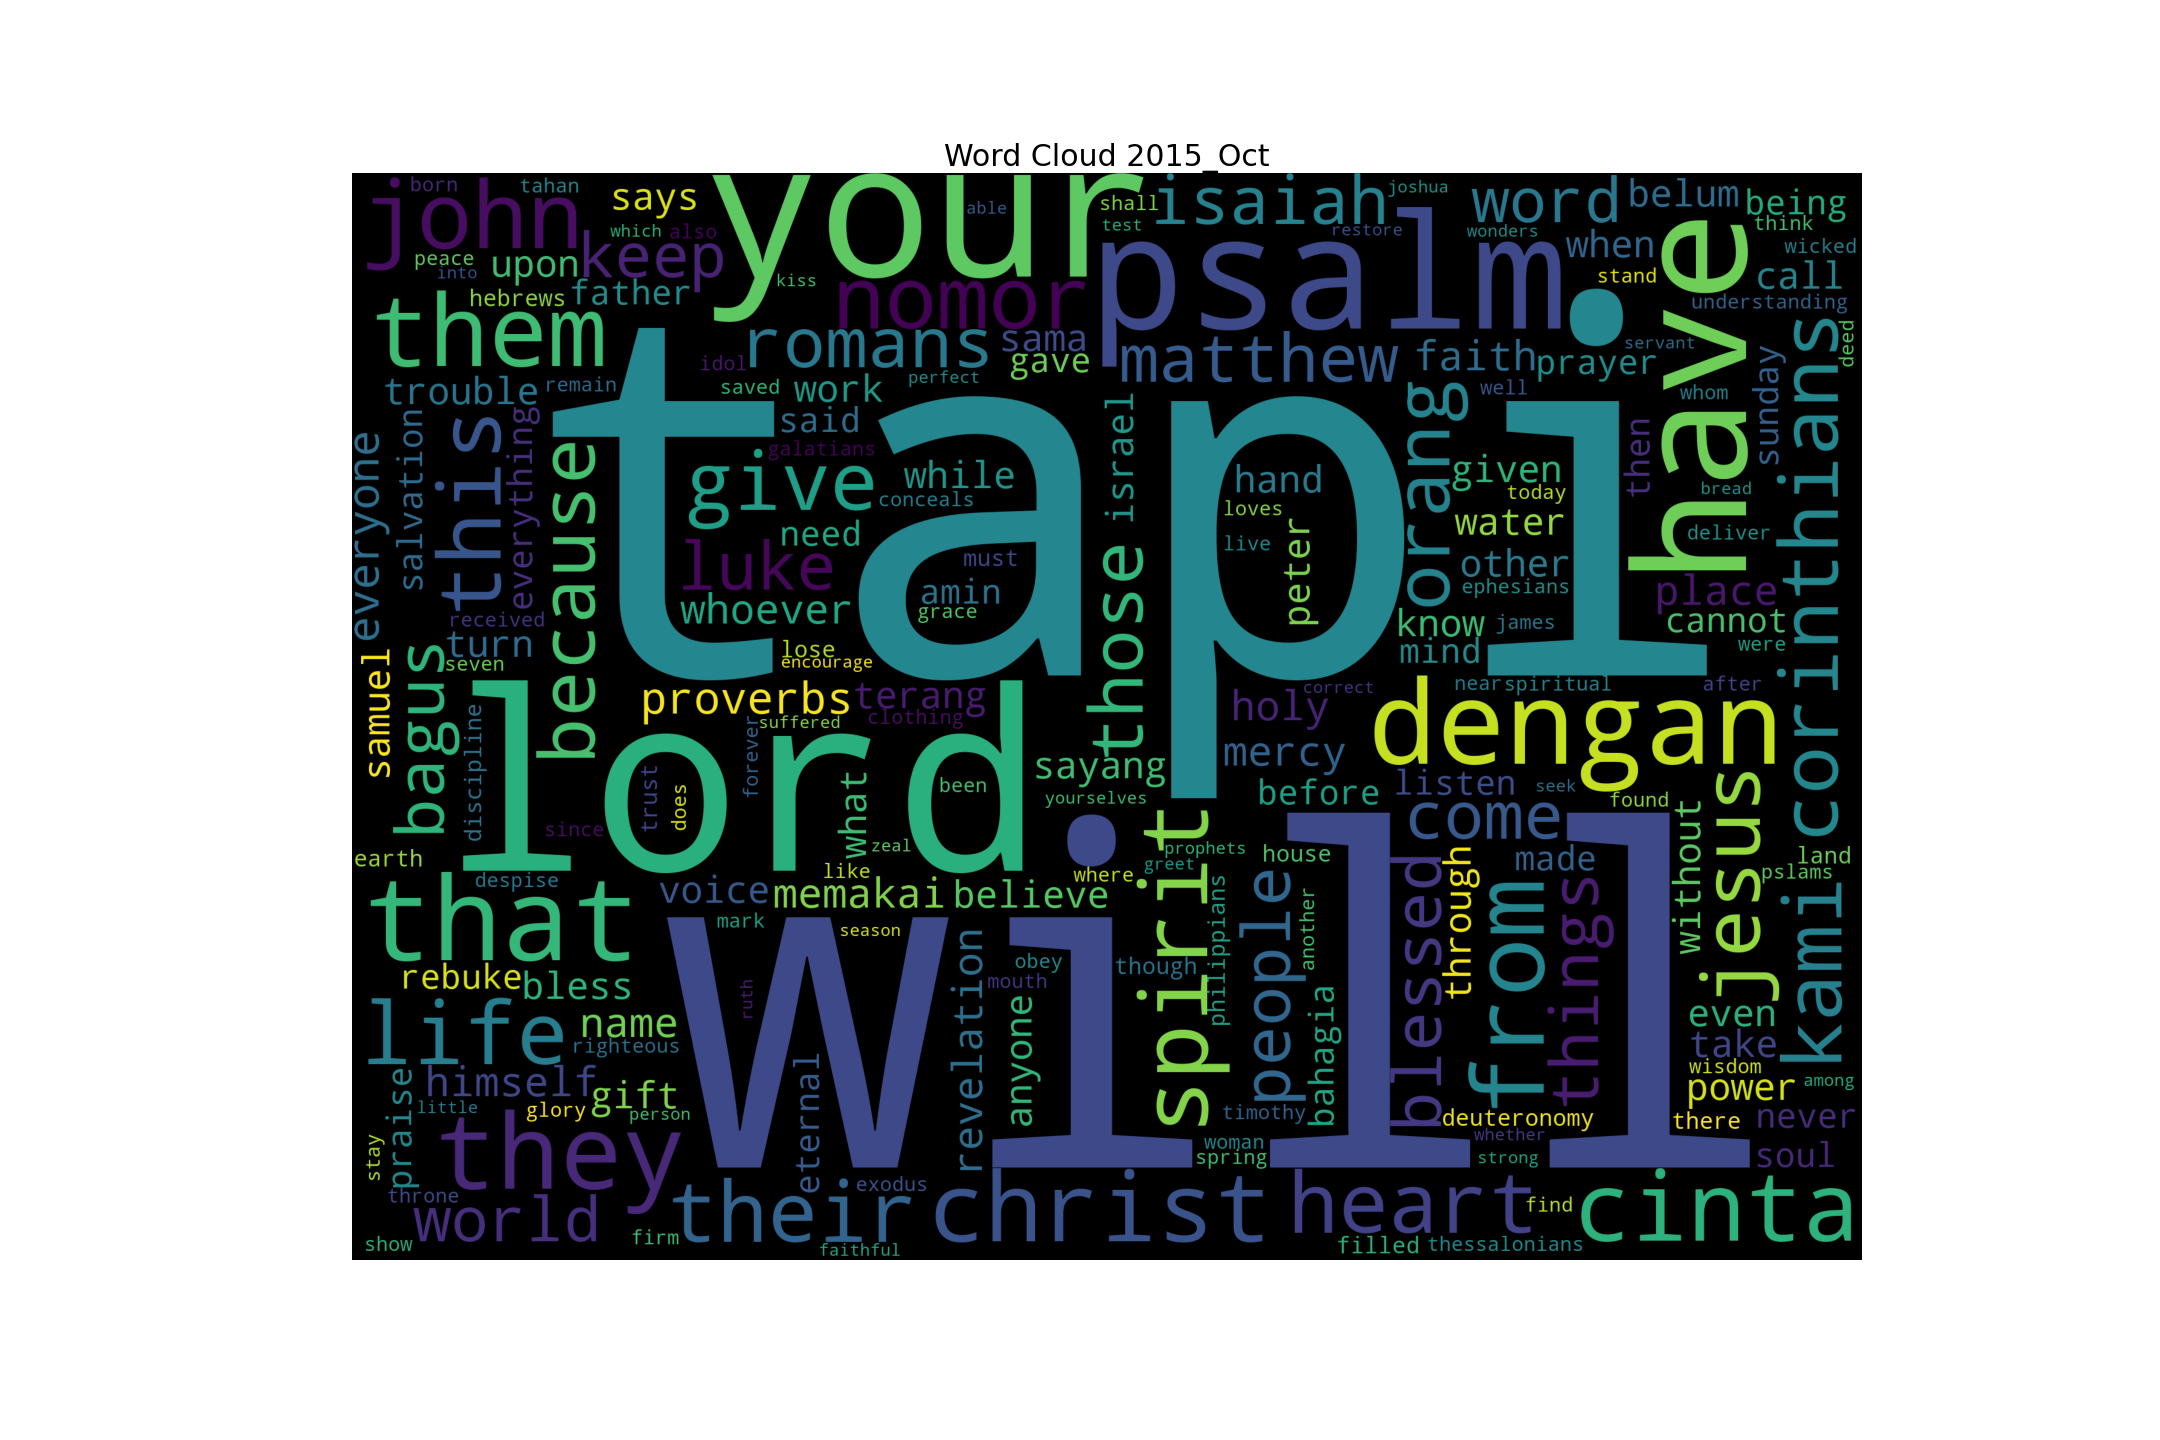 Word Cloud 2015_Oct
born
tahan
says
your
able
shall
isaiah
joshua
word
belum
being
john
which
also
keep
test
psalm
restore
wonders
when
think
have
peace
into
upon
kiss
stand
call
wicked
hebrews
father
nomor
understanding
them
romans
sama
gave
matthew
faith
prayer
servant
deed
idol
trouble
remain
saved
work
perfect
well
whom
sunday
corinthians
tapi
everyone
salvation
this
everything
because
said
galatians
israel
orang
then
give
while
conceals
hand
given
today
bread
loves
need
water
deliver
luke
must
live
peter
other
ephesians
amin
grace
whoever
those
place
received
know
james
cannot
turn
lose
mind
were
samuel
bagus
seven
encourage
near
spiritual
after
correct
proverbs
terang
holy
dengan
clothing
suffered
lord
discipline
forever
mercy
sayang
before
listen
seek
jesus
trust
does
what
been
yourselves
found
since
spirit
come
without
earth
zeal
prophets
greet
house
made
land
despise
like
where
pslams
that
voice
memakai
believe
people
blessed
through
from
things
kami
mark
season
will
philippians
another
rebuke
bless
ruth
revelation
obey
mouth
though
life
name
anyone
bahagia
even
righteous
take
himself
gift
eternal
wisdom
power
among
praise
little
glory
person
timothy
deuteronomy
there
never
they
whether
stay
woman
spring
strong
soul
throne
world
their
exodus
christ
heart
find
cinta
show
firm
faithful
filled
thessalonians